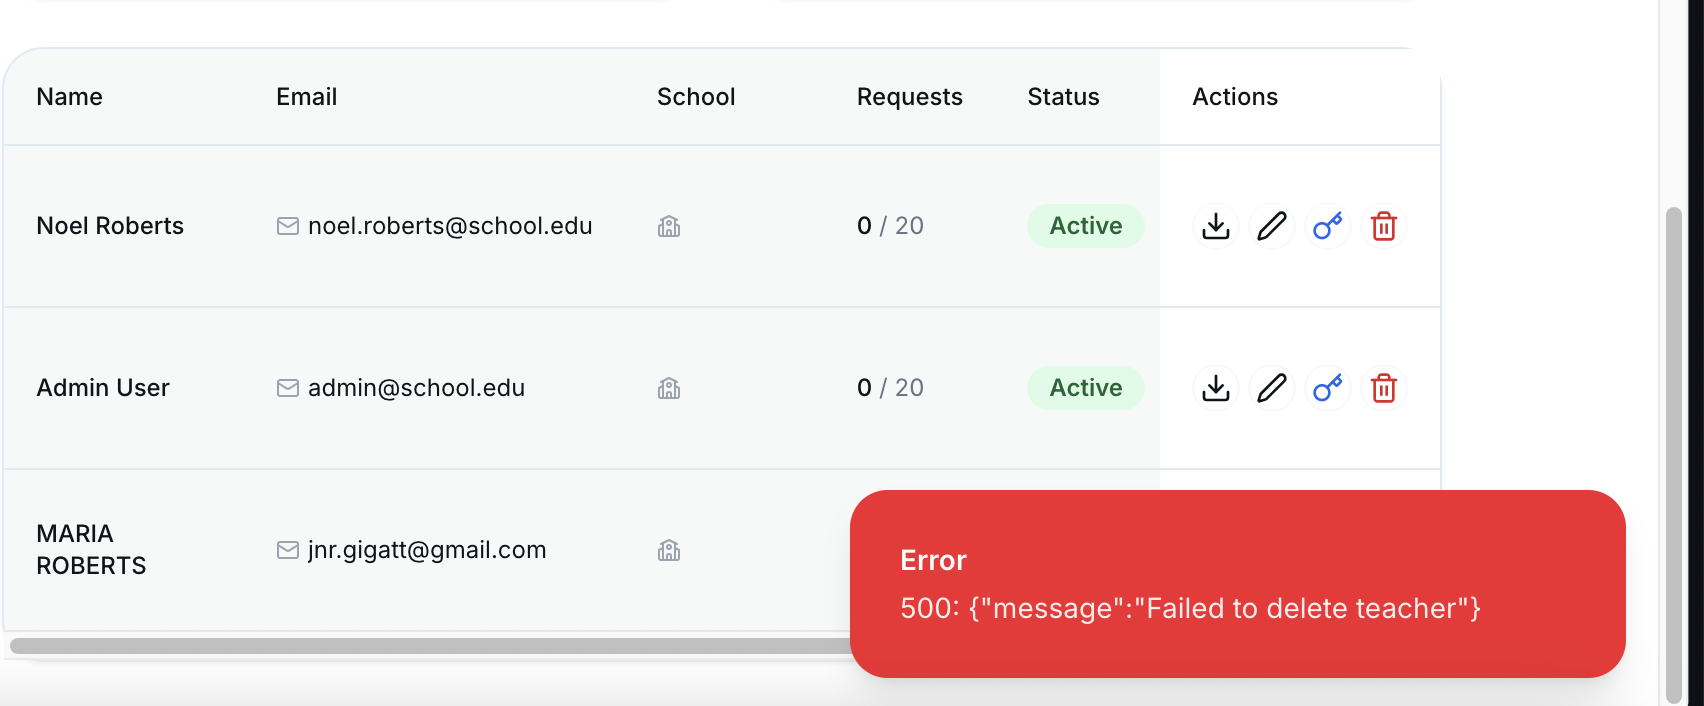 Name Email School Requests Status Actions
Noel Roberts noel.roberts@school.edu 0 / 20 Active
Admin User admin@school.edu 0 / 20 Active
MARIA
ROBERTS jnr.gigatt@gmail.com
Error
500: {"message":"Failed to delete teacher"}